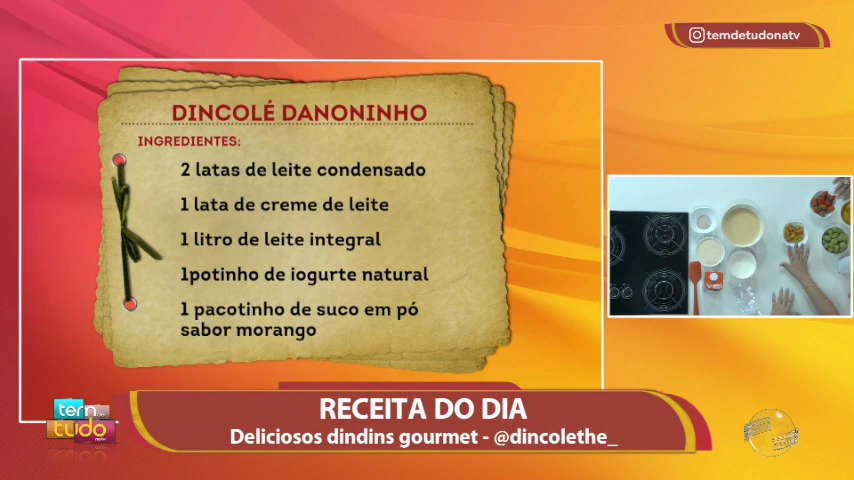 temdetudonatv
DINCOLÉ DANONINHO
INGREDIENTES:
2 latas de leite condensado
1 lata de creme de leite
1 litro de leite integral
1potinho de iogurte natural
1 pacotinho de suco em pó
sabor morango
RECEITA DO DIA
Deliciosos dindins gourmet - @dincolethe_
tem de
tudo